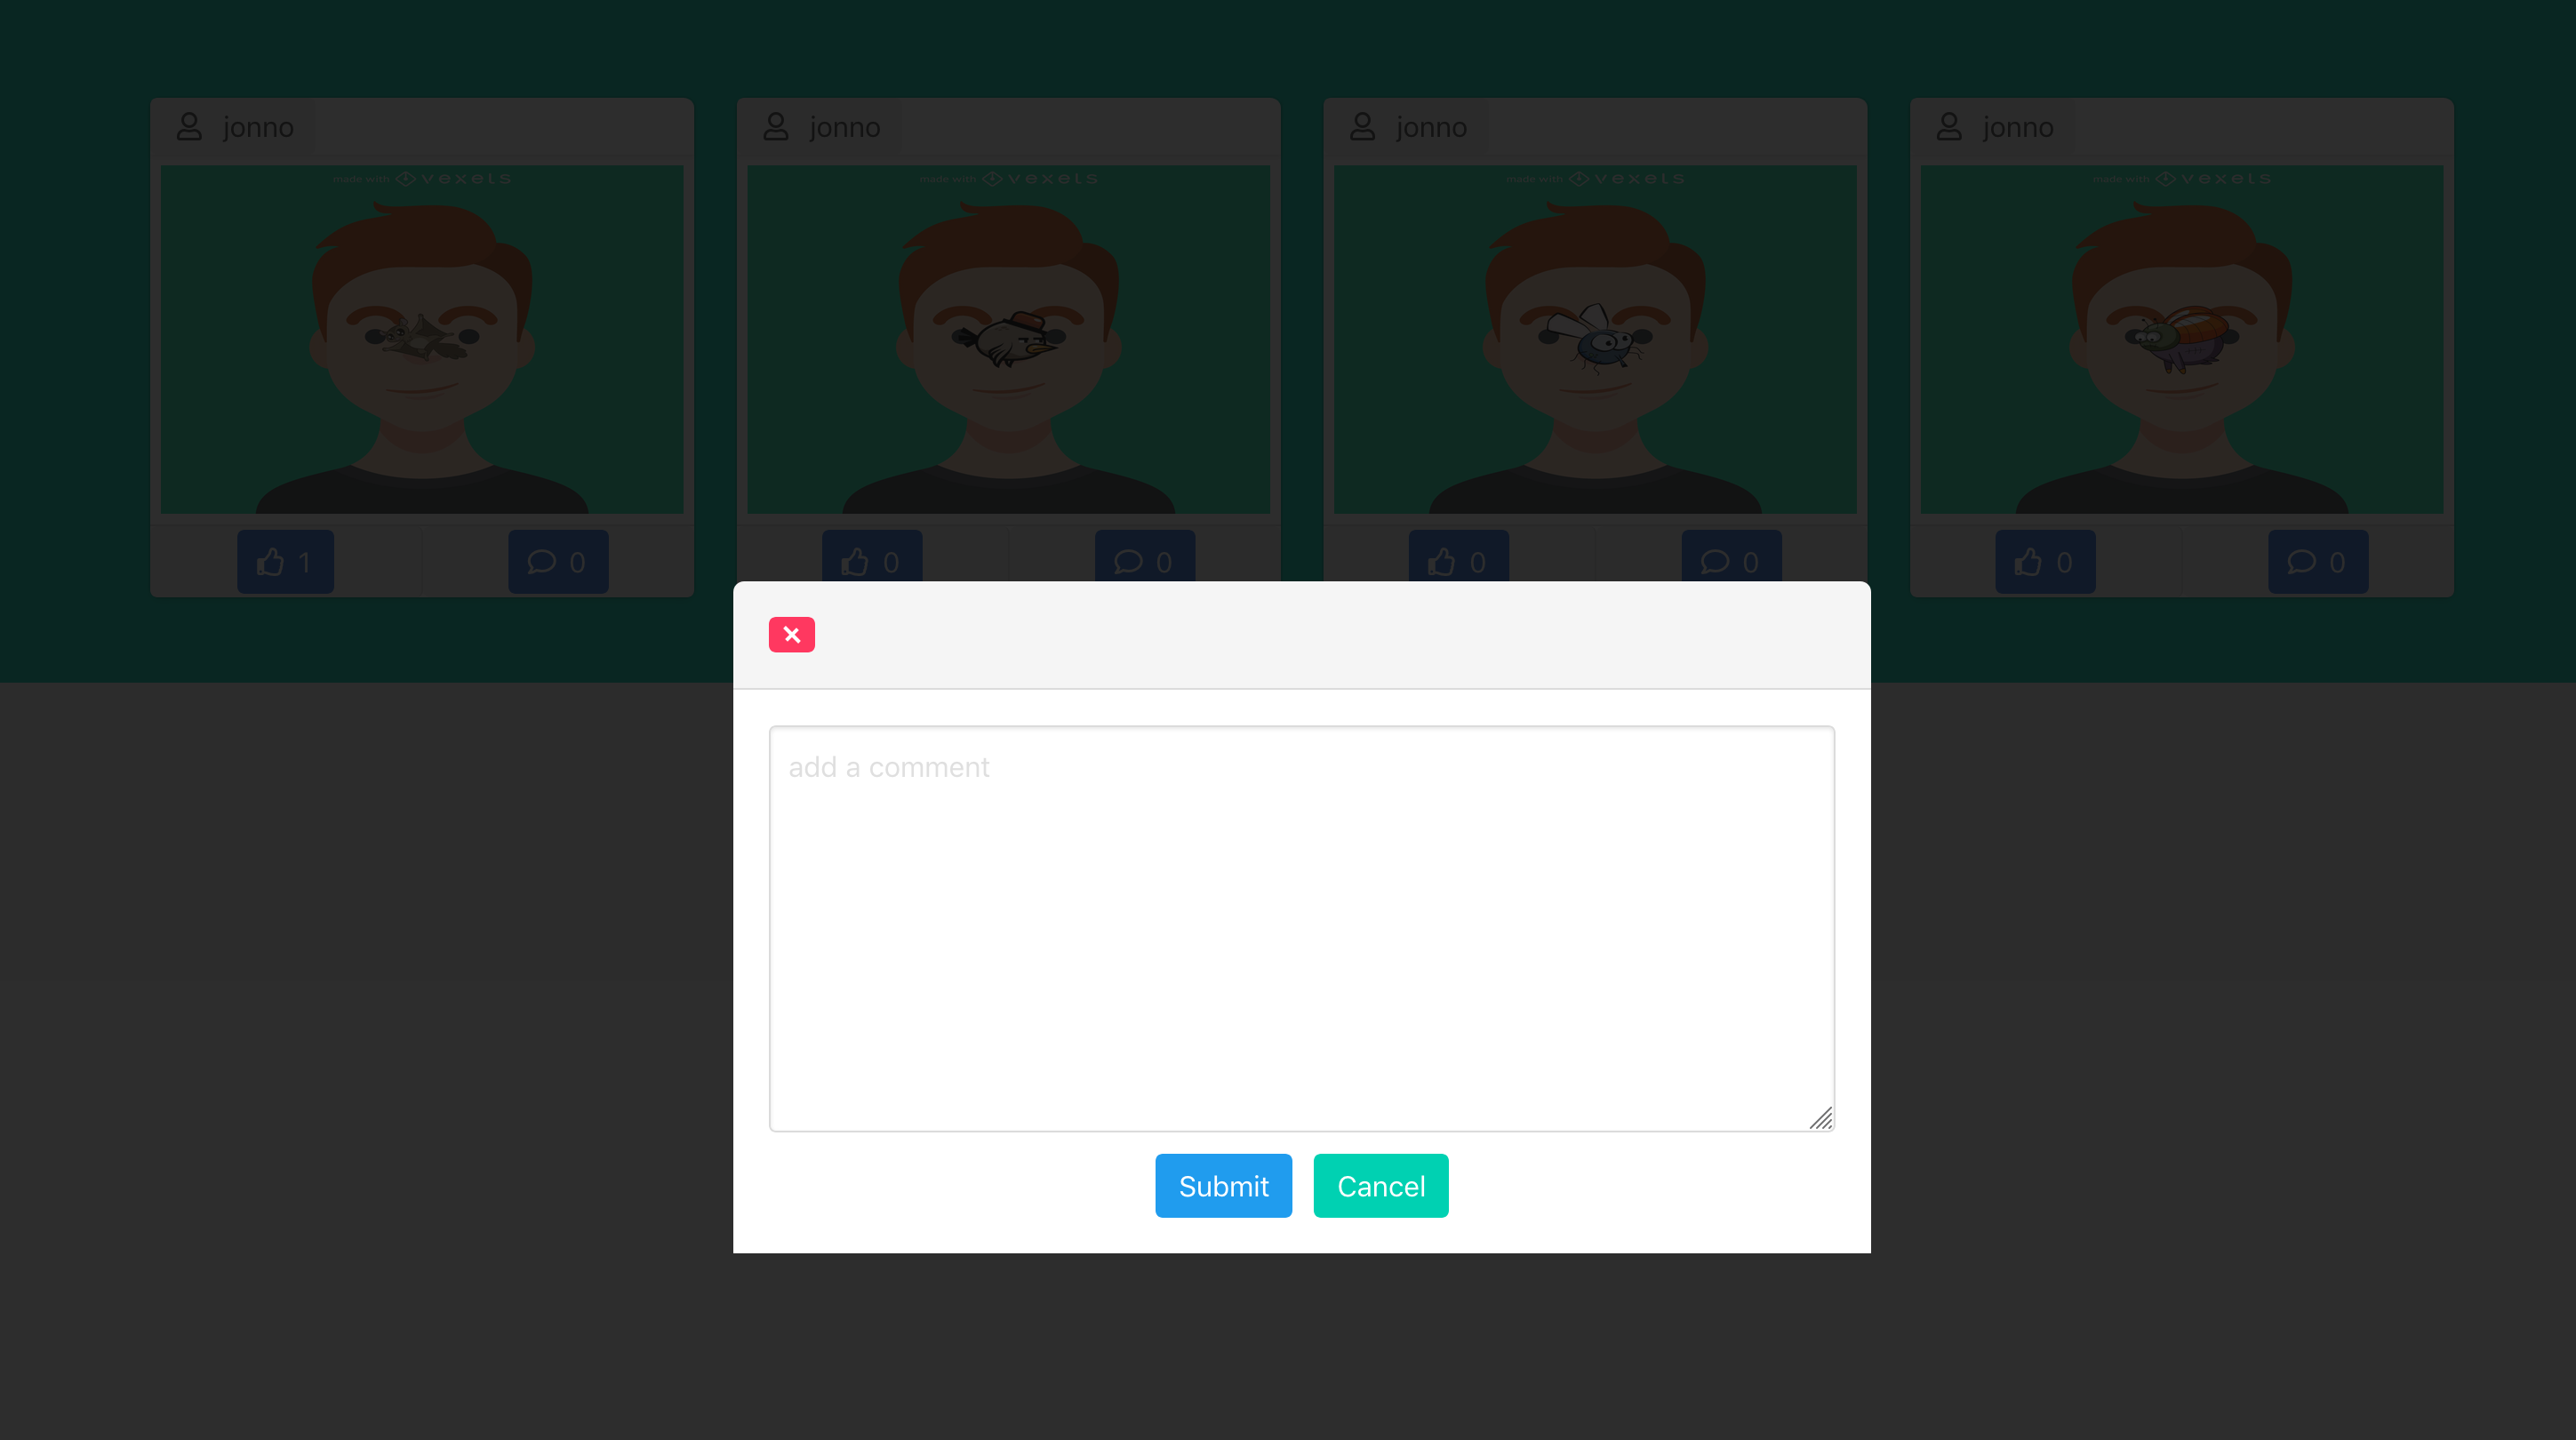 jonno jonno jonno jonno
made with vexels made with vexels made with vexels made with vexels
1 0 0 0 0 0 0 0
add a comment
Submit Cancel